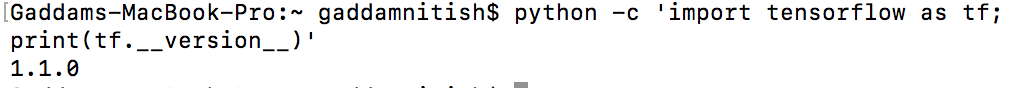 [Gaddams-MacBook-Pro:~ gaddamnitish$ python -c 'import tensorflow as tf;
print(tf.__version__)'
1.1.0